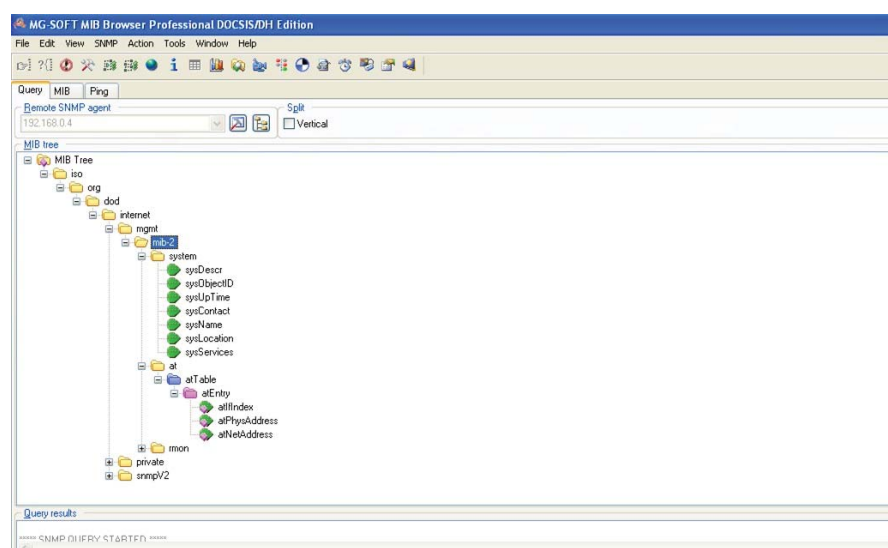 MG-SOFT MIB Browser Professional DOCSIS/DH Edition
File Edit View SNMP Action Tools Window Help
Query MIB Ping
Remote SNMP agent
Split
192.168.0.4
Vertical
MIB tree
MIB Tree
iso
org
dod
internet
mgmt
mib-2
system
sysDescr
sysObjectID
sysUpTime
sysContact
sysName
sysLocation
sysServices
at
atTable
atEntry
atIfIndex
atPhysAddress
atNetAddress
rmon
private
snmpV2
Query results
***** SNMP QUERY STARTED *****